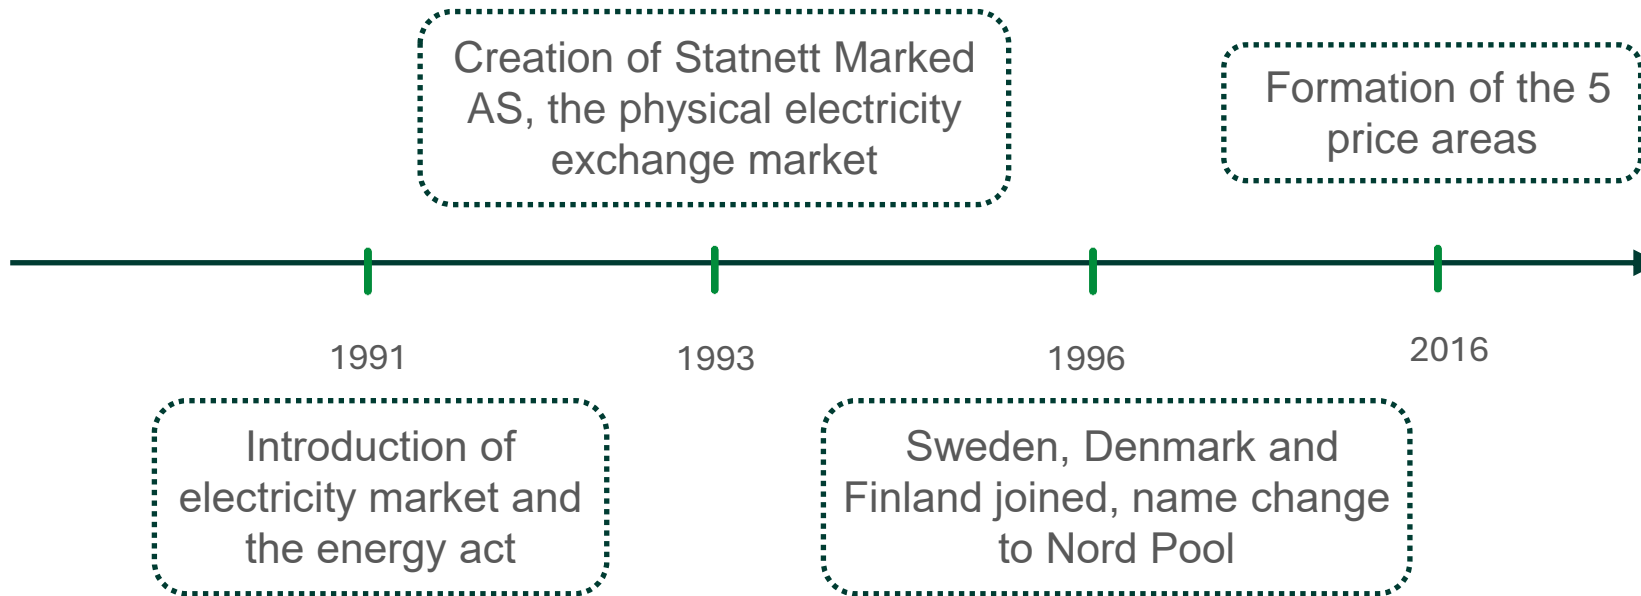 Creation of Statnett Marked
AS, the physical electricity
exchange market
Formation of the 5
price areas
1991
1993
1996
2016
Introduction of
electricity market and
the energy act
Sweden, Denmark and
Finland joined, name change
to Nord Pool